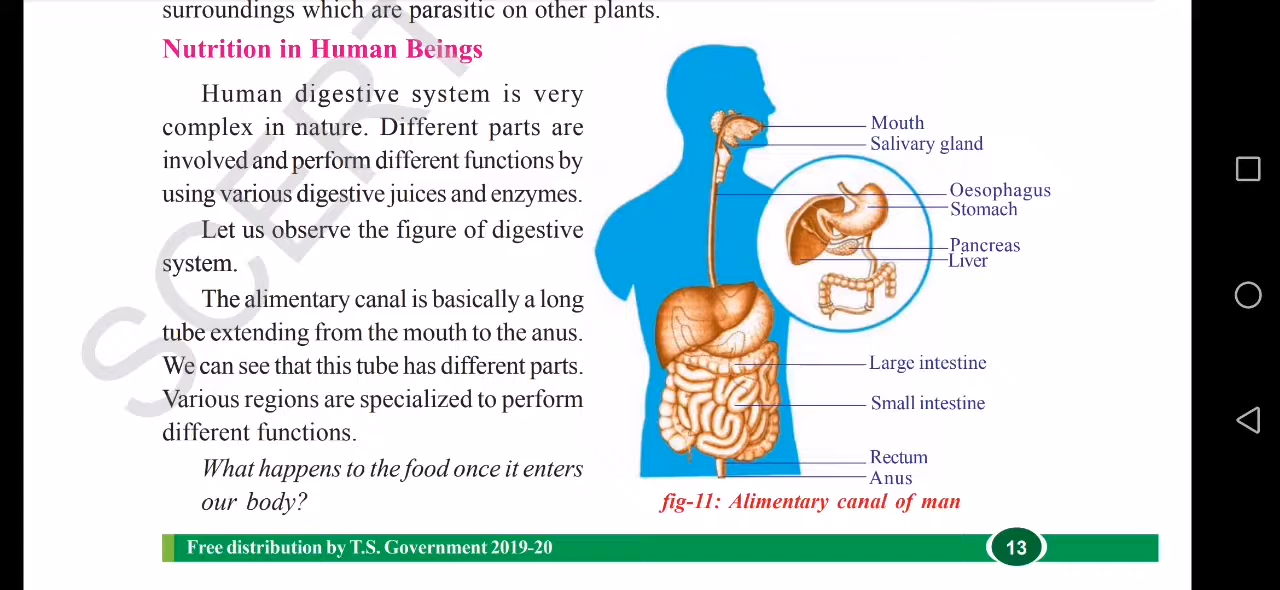 surroundings which are parasitic on other plants.
Nutrition in Human Beings
Human digestive system is very
complex in nature. Different parts are
involved and perform different functions by
using various digestive juices and enzymes.
Let us observe the figure of digestive
system.
The alimentary canal is basically a long
tube extending from the mouth to the anus.
We can see that this tube has different parts.
Various regions are specialized to perform
different functions.
What happens to the food once it enters
our body?
Mouth
Salivary gland
Oesophagus
Stomach
Pancreas
Liver
Large intestine
Small intestine
Rectum
Anus
fig-11: Alimentary canal of man
SCERT
Free distribution by T.S. Government 2019-20
13